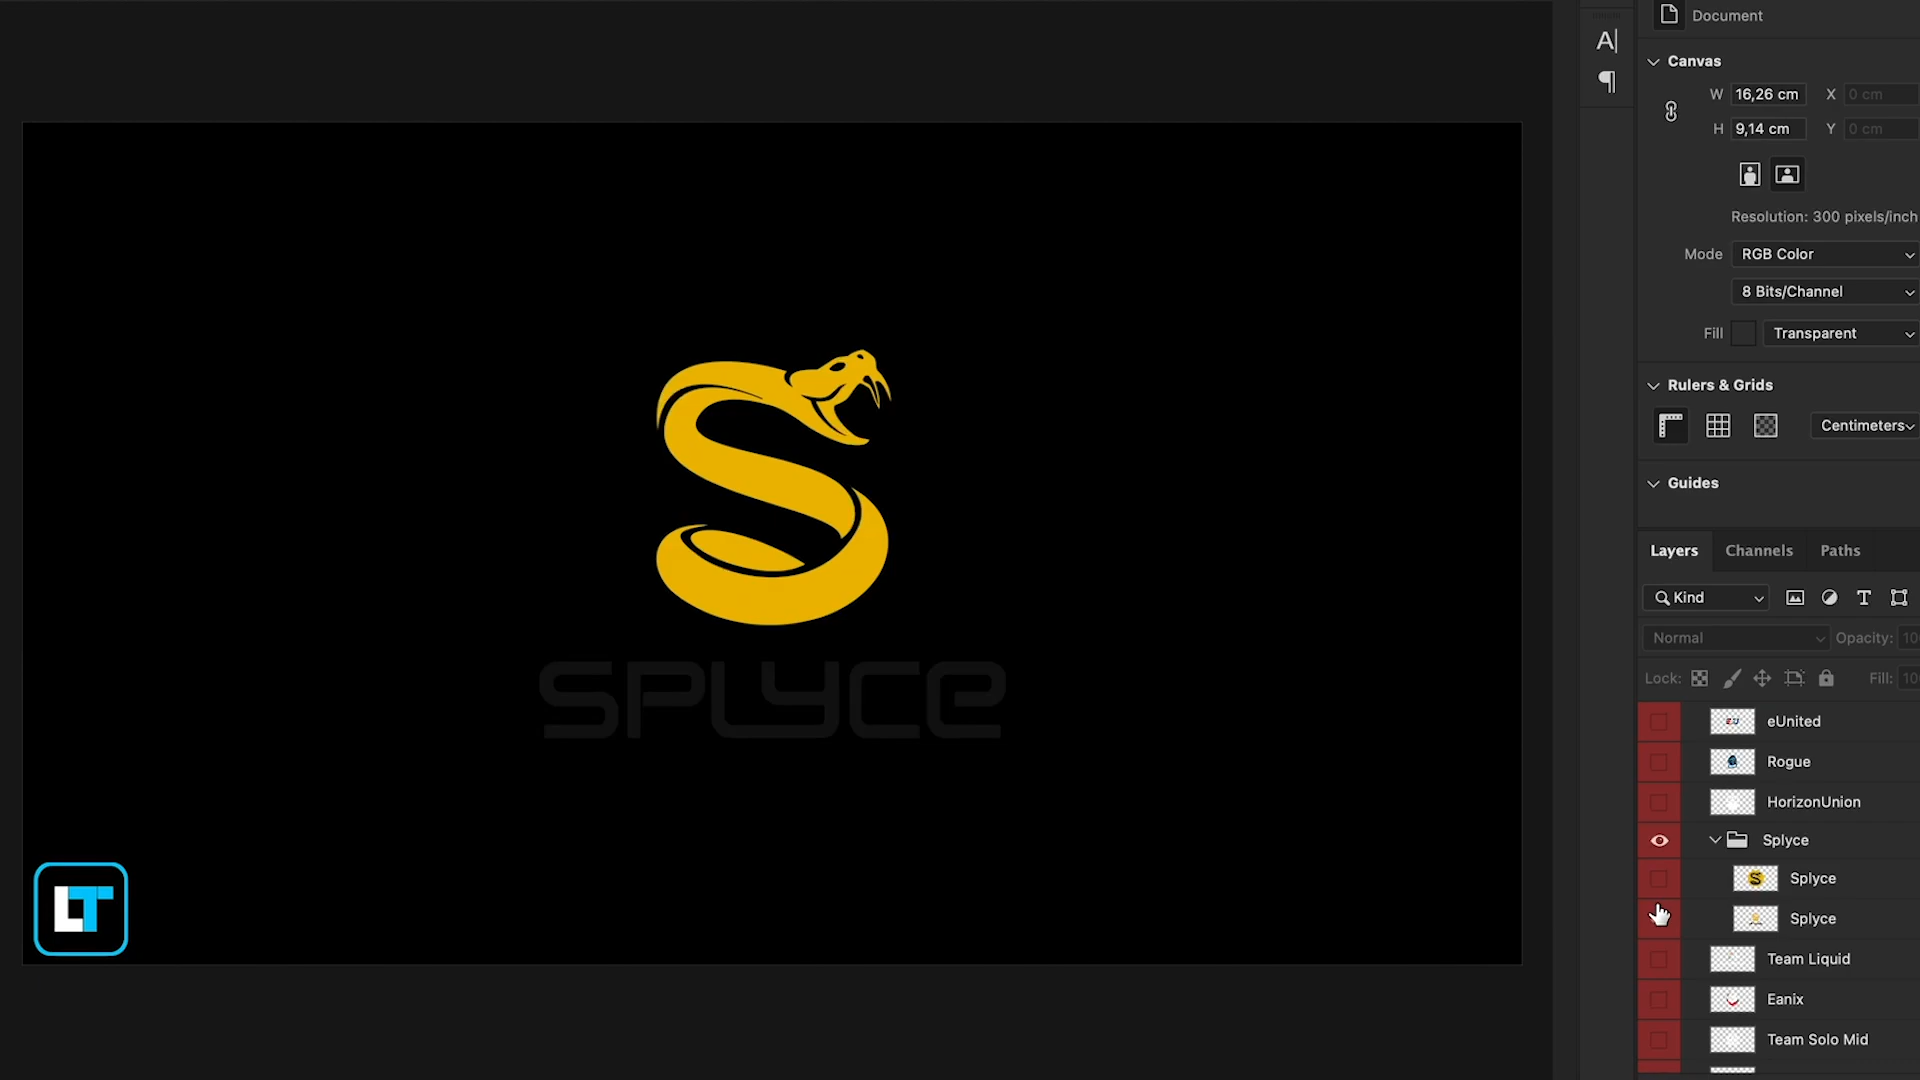 Document
Canvas
W 16,26 cm X 0 cm
H 9,14 cm Y 0 cm
Resolution: 300 pixels/inch
Mode RGB Color
8 Bits/Channel
Fill Transparent
Rulers & Grids
Centimeters
Guides
Layers Channels Paths
Kind
Normal Opacity: 10
Lock: Fill: 10
eUnited
Rogue
HorizonUnion
Splyce
Splyce
Splyce
Team Liquid
Eanix
Team Solo Mid
SPLYCE
LT